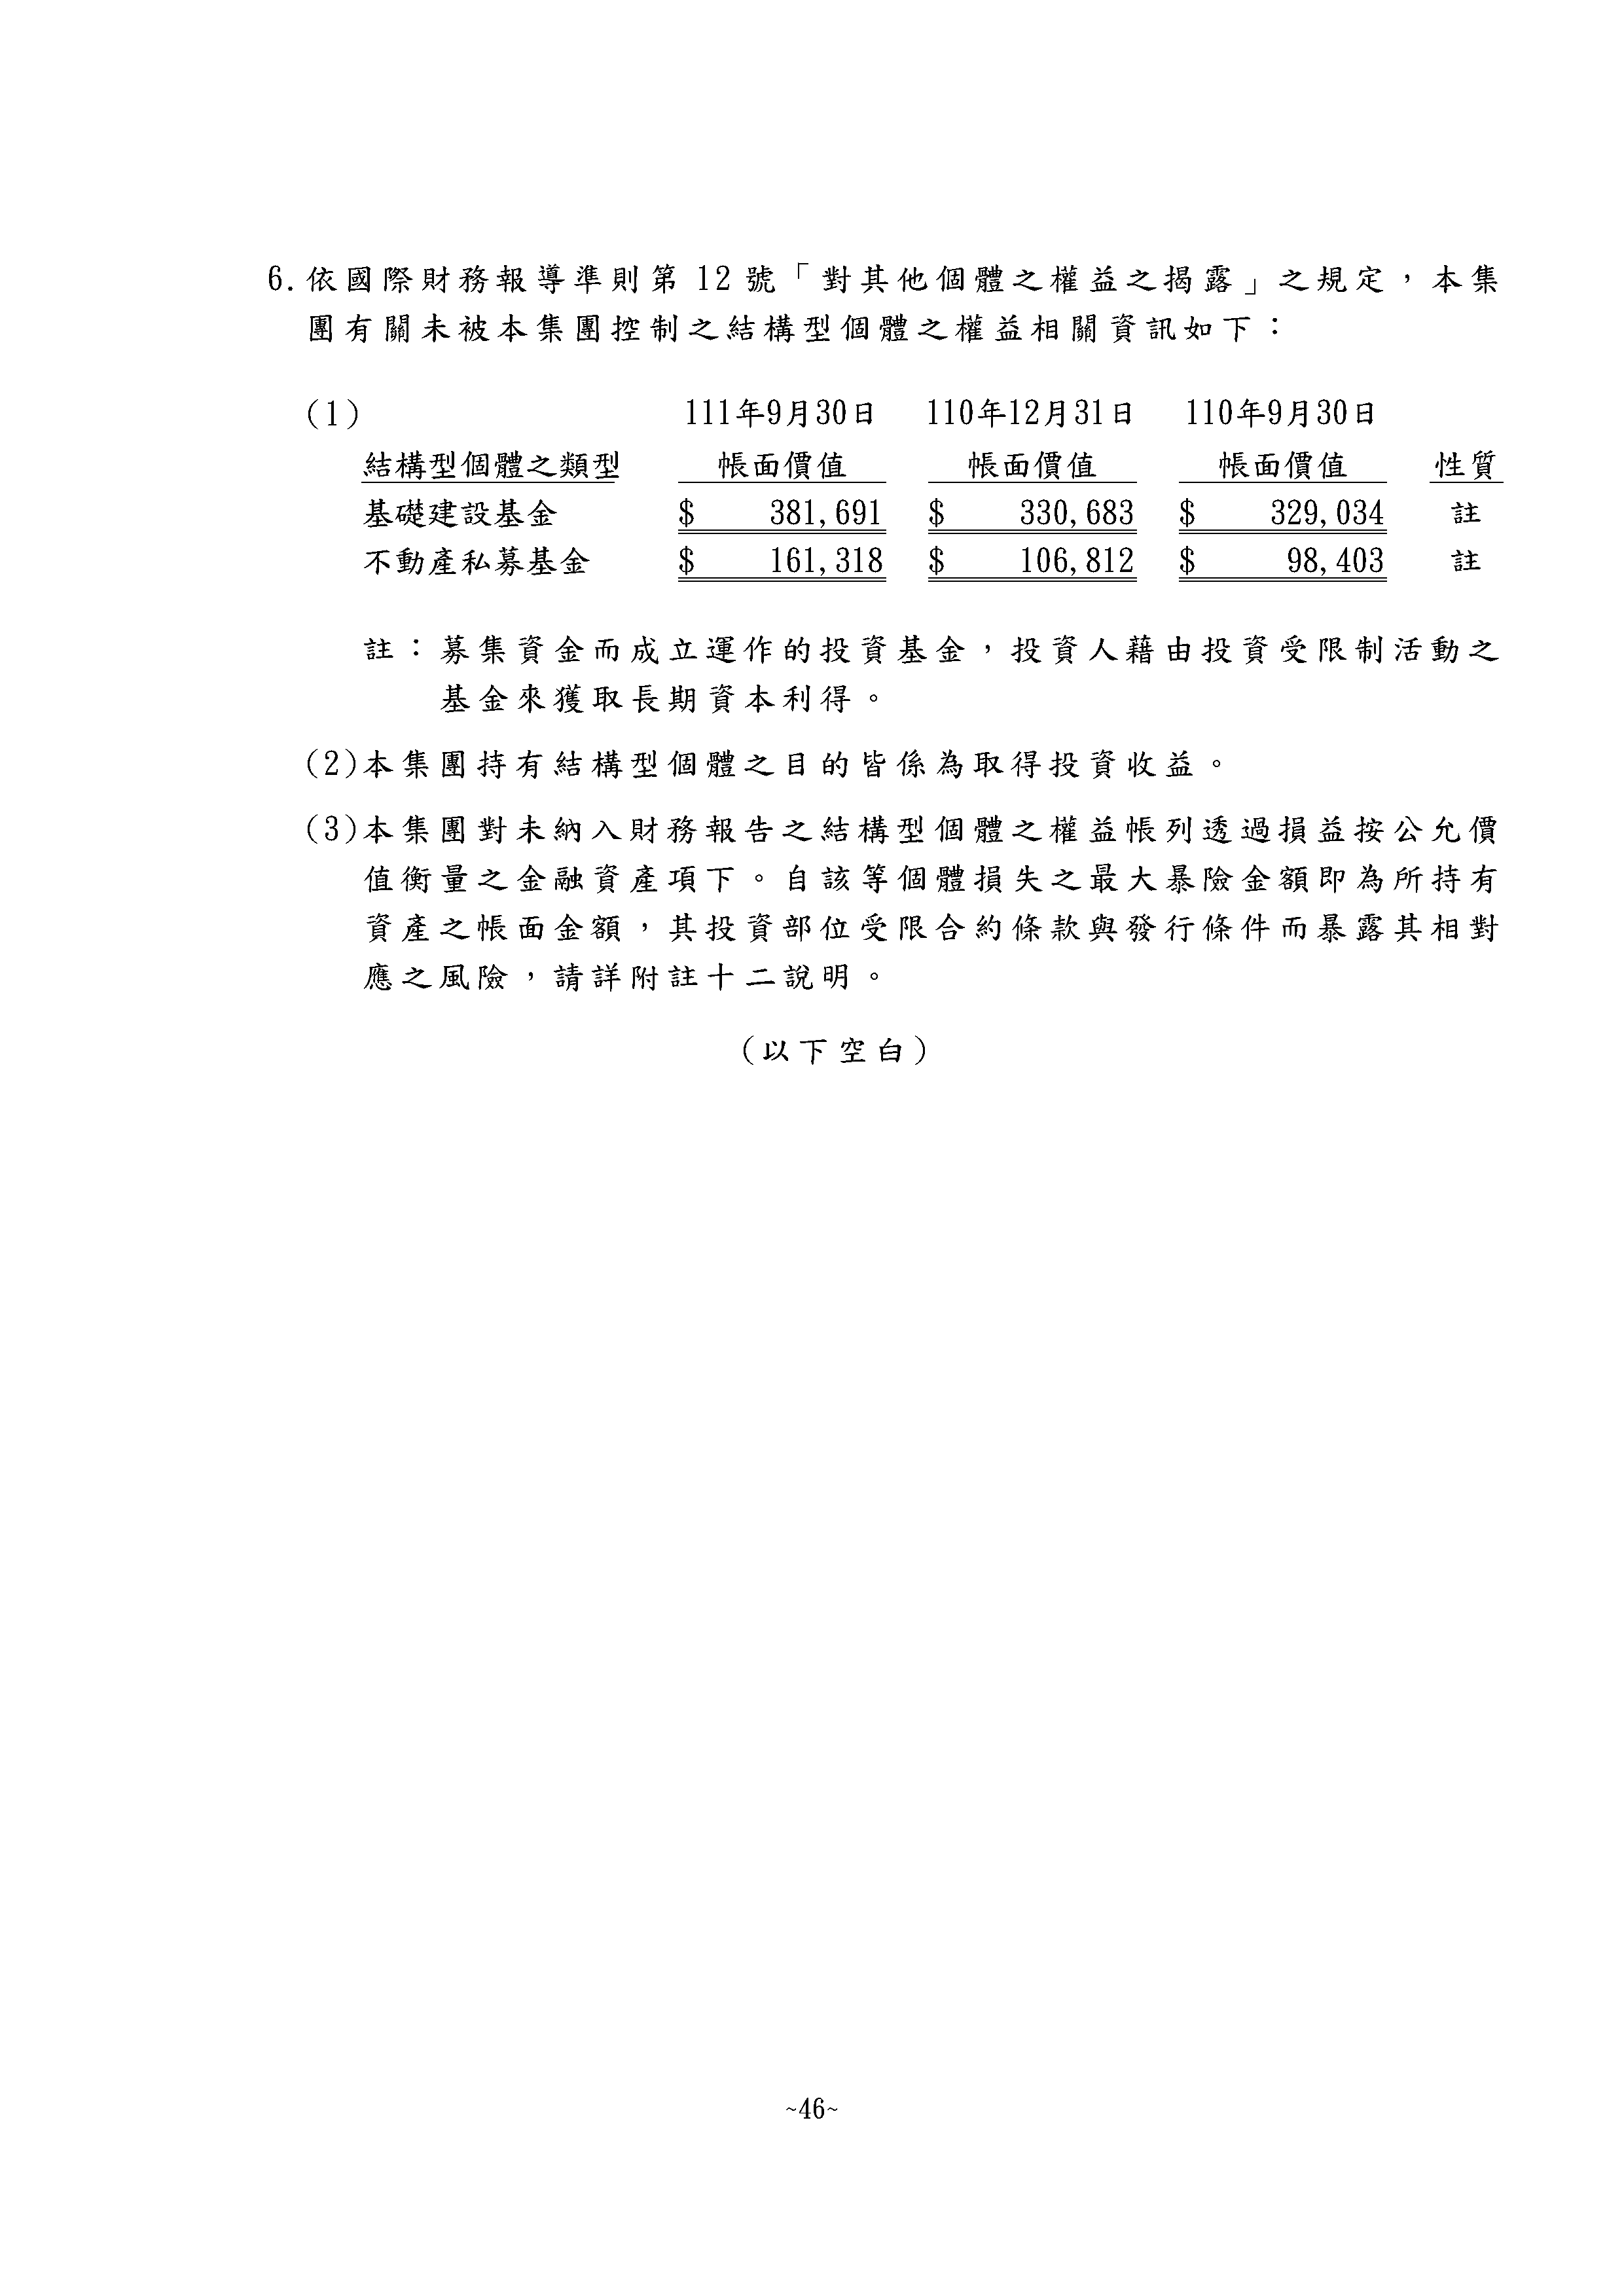 6.依國際財務報導準則第 12 號「對其他個體之權益之揭露」之規定，本集
團有關未被本集團控制之結構型個體之權益相關資訊如下：
(1) 111年9月30日 110年12月31日 110年9月30日
結構型個體之類型 帳面價值 帳面價值 帳面價值 性質
基礎建設基金 $ 381,691 $ 330,683 $ 329,034 註
不動產私募基金 $ 161,318 $ 106,812 $ 98,403 註
註：募集資金而成立運作的投資基金，投資人藉由投資受限制活動之
基金來獲取長期資本利得。
(2)本集團持有結構型個體之目的皆係為取得投資收益。
(3)本集團對未納入財務報告之結構型個體之權益帳列透過損益按公允價
值衡量之金融資產項下。自該等個體損失之最大暴險金額即為所持有
資產之帳面金額，其投資部位受限合約條款與發行條件而暴露其相對
應之風險，請詳附註十二說明。
(以下空白)
~46~